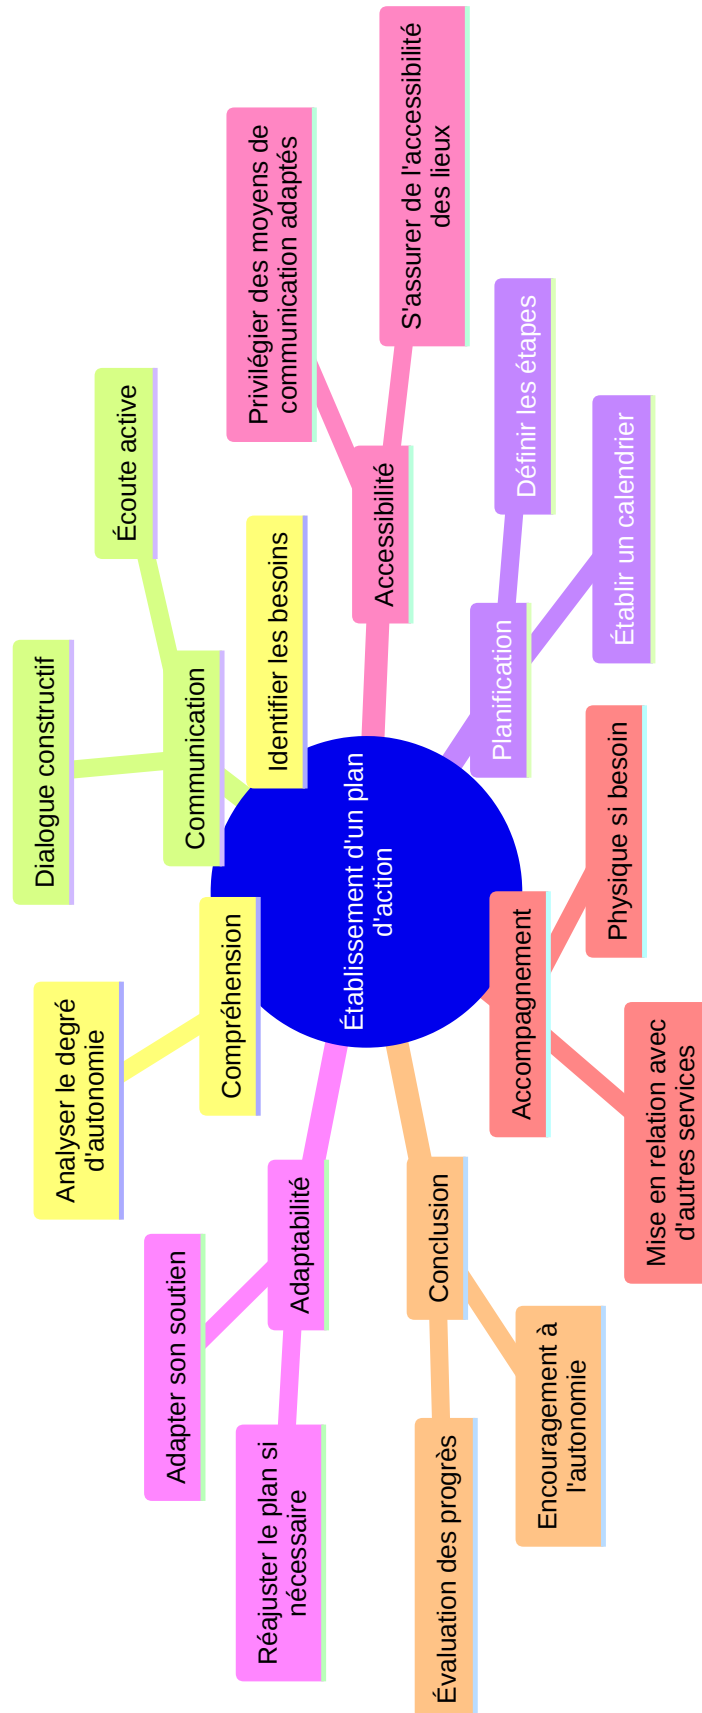 Établissement d'un plan
d'action
Compréhension
Identifier les besoins
Analyser le degré
d'autonomie
Communication
Écoute active
Dialogue constructif
Accessibilité
Privilégier des moyens de
communication adaptés
S'assurer de l'accessibilité
des lieux
Planification
Définir les étapes
Établir un calendrier
Accompagnement
Physique si besoin
Mise en relation avec
d'autres services
Adaptabilité
Adapter son soutien
Réajuster le plan si
nécessaire
Conclusion
Évaluation des progrès
Encouragement à
l'autonomie